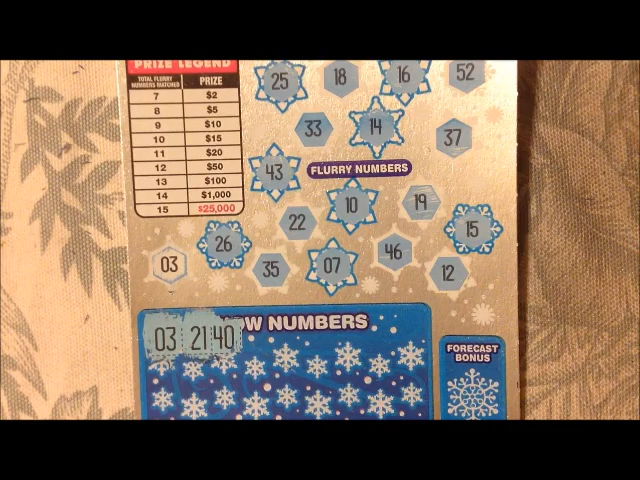 PRIZE LEGEND
TOTAL FLURRY NUMBERS MATCHED PRIZE
7 $2
8 $5
9 $10
10 $15
11 $20
12 $50
13 $100
14 $1,000
15 $25,000
25 18 16 52
33 14 37
43
FLURRY NUMBERS
10 19
22 15
26
03 35 07 46 12
03 21 40
W NUMBERS
FORECAST
BONUS